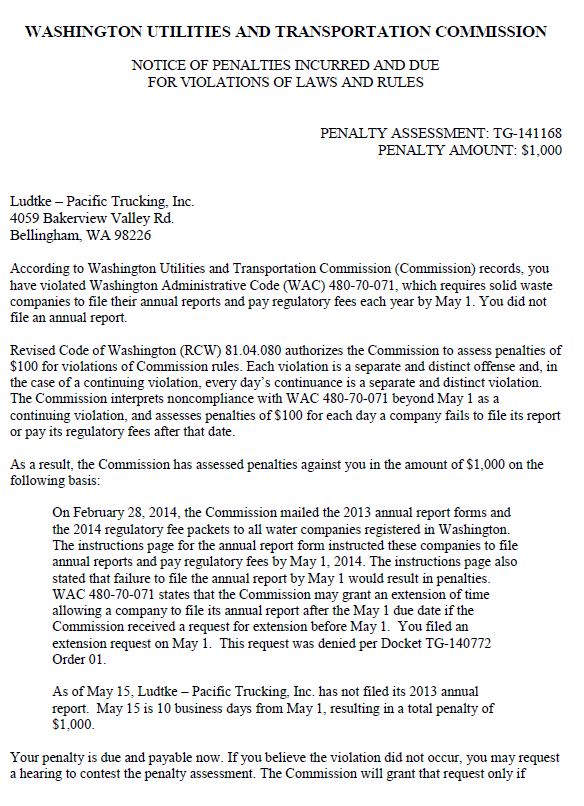 WASHINGTON UTILITIES AND TRANSPORTATION COMMISSION
NOTICE OF PENALTIES INCURRED AND DUE
FOR VIOLATIONS OF LAWS AND RULES
PENALTY ASSESSMENT: TG-141168
PENALTY AMOUNT: $1,000
Ludtke – Pacific Trucking, Inc.
4059 Bakerview Valley Rd.
Bellingham, WA 98226
According to Washington Utilities and Transportation Commission (Commission) records, you
have violated Washington Administrative Code (WAC) 480-70-071, which requires solid waste
companies to file their annual reports and pay regulatory fees each year by May 1. You did not
file an annual report.
Revised Code of Washington (RCW) 81.04.080 authorizes the Commission to assess penalties of
$100 for violations of Commission rules. Each violation is a separate and distinct offense and, in
the case of a continuing violation, every day's continuance is a separate and distinct violation.
The Commission interprets noncompliance with WAC 480-70-071 beyond May 1 as a
continuing violation, and assesses penalties of $100 for each day a company fails to file its report
or pay its regulatory fees after that date.
As a result, the Commission has assessed penalties against you in the amount of $1,000 on the
following basis:
On February 28, 2014, the Commission mailed the 2013 annual report forms and
the 2014 regulatory fee packets to all water companies registered in Washington.
The instructions page for the annual report form instructed these companies to file
annual reports and pay regulatory fees by May 1, 2014. The instructions page also
stated that failure to file the annual report by May 1 would result in penalties.
WAC 480-70-071 states that the Commission may grant an extension of time
allowing a company to file its annual report after the May 1 due date if the
Commission received a request for extension before May 1. You filed an
extension request on May 1. This request was denied per Docket TG-140772
Order 01.
As of May 15, Ludtke – Pacific Trucking, Inc. has not filed its 2013 annual
report. May 15 is 10 business days from May 1, resulting in a total penalty of
$1,000.
Your penalty is due and payable now. If you believe the violation did not occur, you may request
a hearing to contest the penalty assessment. The Commission will grant that request only if